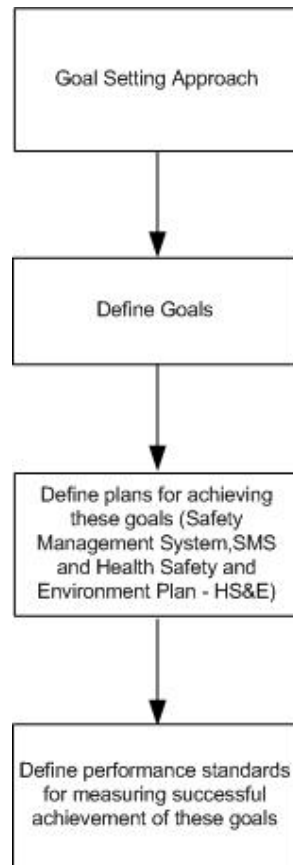 Goal Setting Approach
Define Goals
Define plans for achieving
these goals (Safety
Management System,SMS
and Health Safety and
Environment Plan - HS&E)
Define performance standards
for measuring successful
achievement of these goals